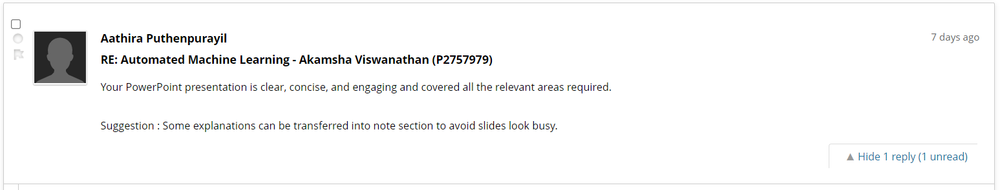 Aathira Puthenpurayil
7 days ago
RE: Automated Machine Learning - Akamsha Viswanathan (P2757979)
Your PowerPoint presentation is clear, concise, and engaging and covered all the relevant areas required.
Suggestion : Some explanations can be transferred into note section to avoid slides look busy.
Hide 1 reply (1 unread)